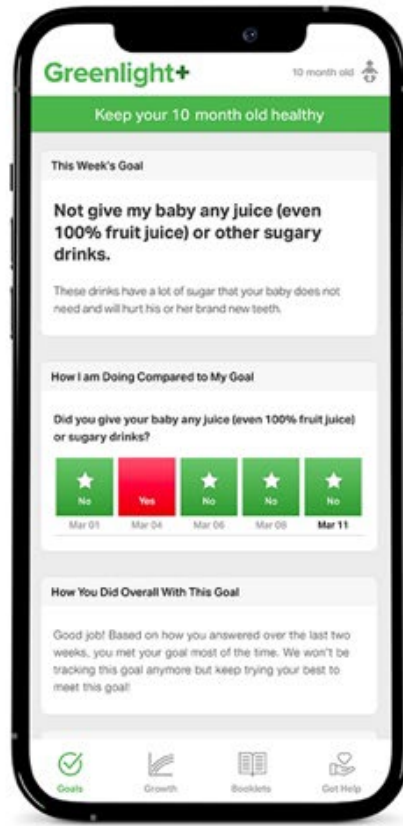 Greenlight+
10 month old
Keep your 10 month old healthy
This Week's Goal
Not give my baby any juice (even
100% fruit juice) or other sugary
drinks.
These drinks have a lot of sugar that your baby does not
need and will hurt his or her brand new teeth.
How I am Doing Compared to My Goal
Did you give your baby any juice (even 100% fruit juice)
or sugary drinks?
No Yes No No No
Mar 01 Mar 04 Mar 06 Mar 08 Mar 11
How You Did Overall With This Goal
Good job! Based on how you answered over the last two
weeks, you met your goal most of the time. We won't be
tracking this goal anymore but keep trying your best to
meet this goal!
Goals Growth Booklets Get Help